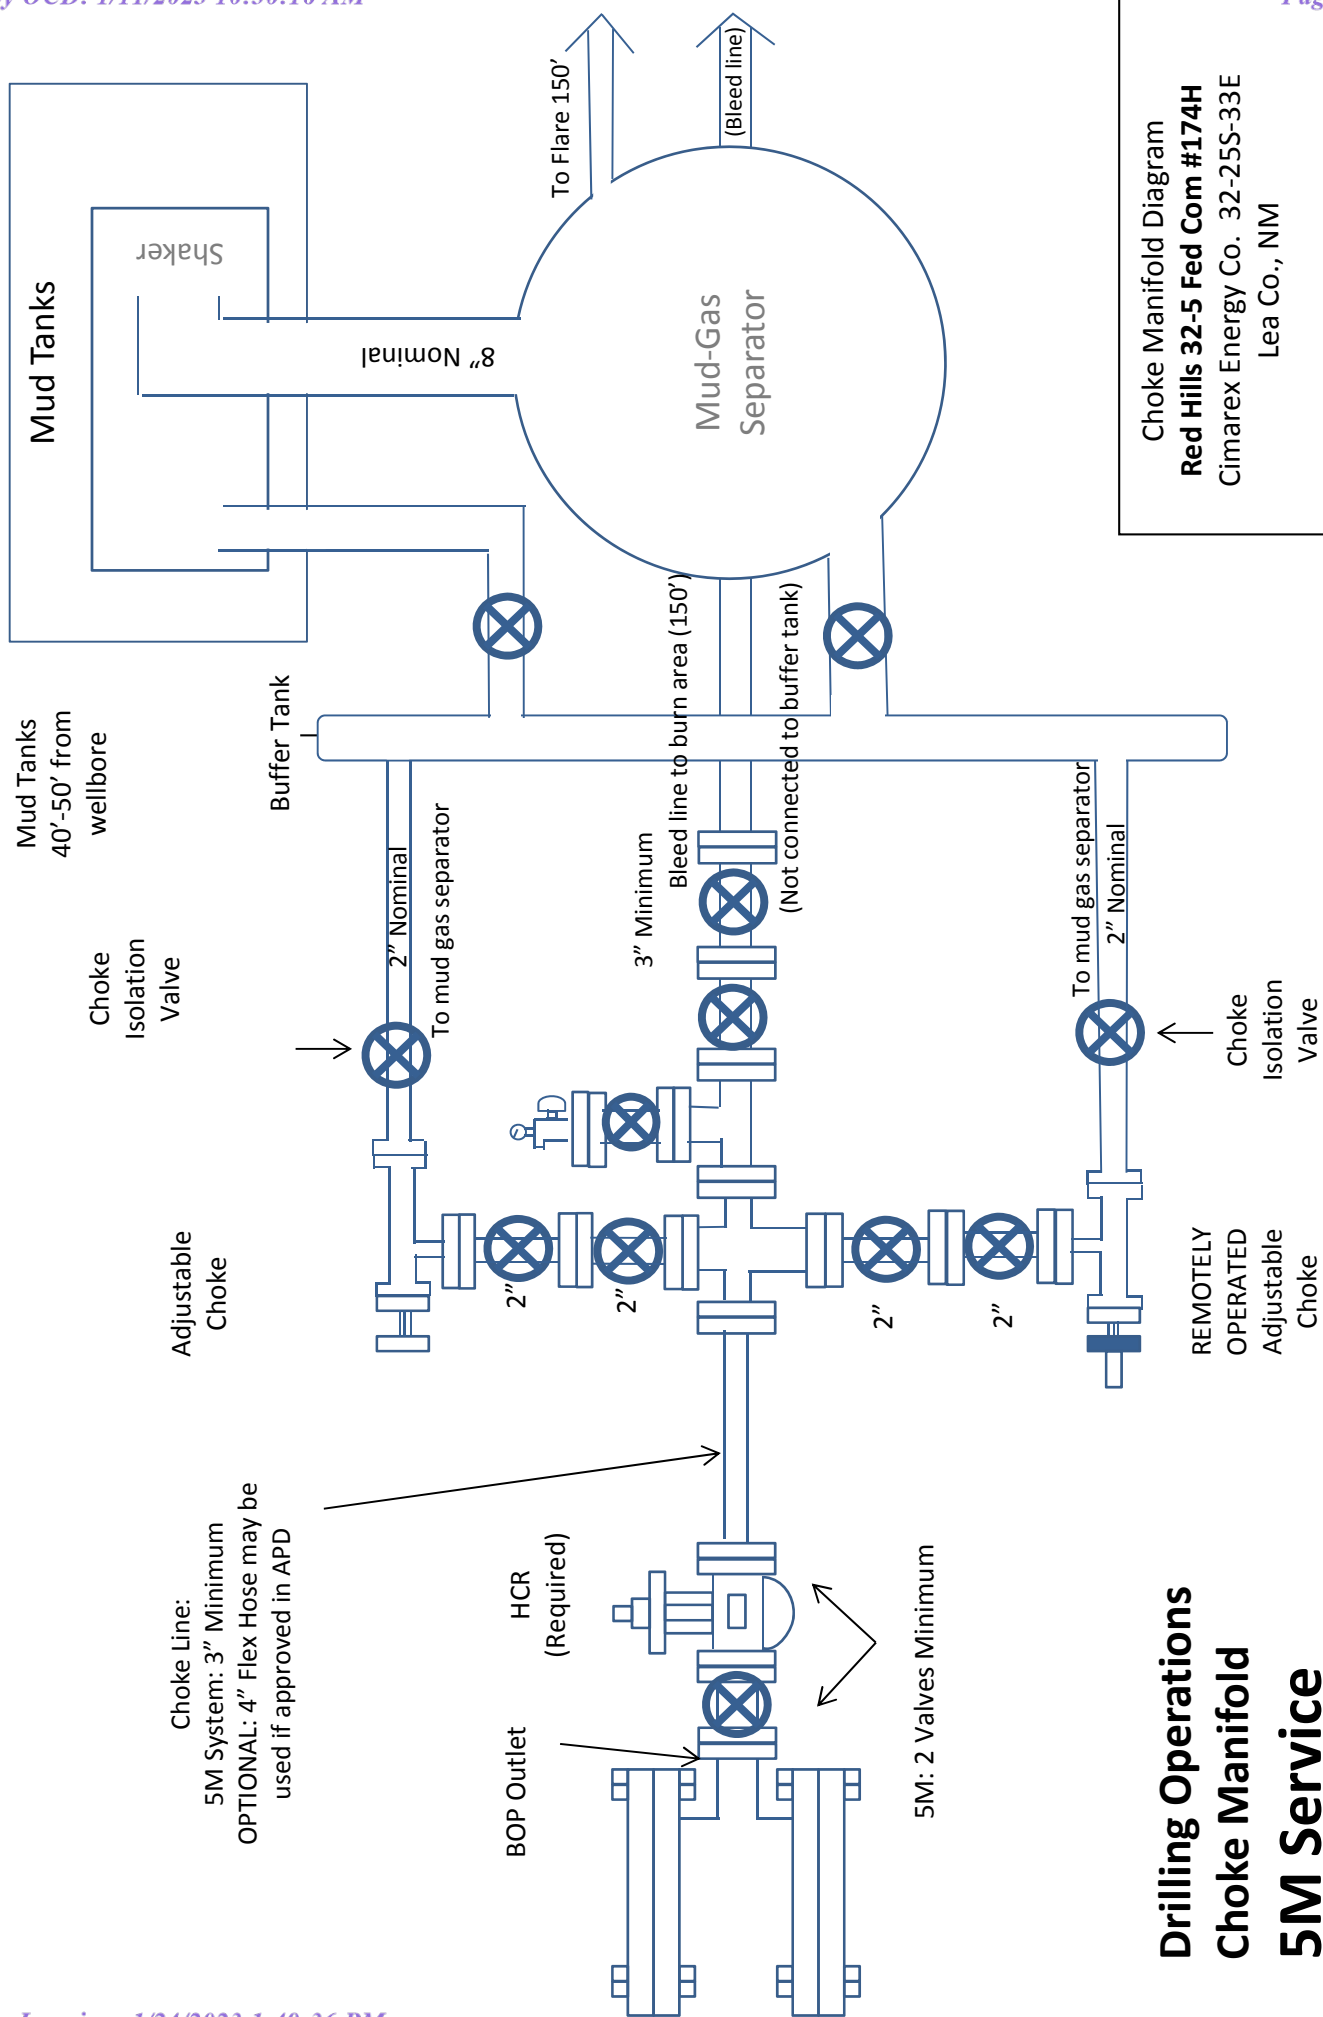 Mud Tanks
Shaker
8” Nominal
To Flare 150’
(Bleed line)
Mud-Gas
Separator
Mud Tanks
40’-50’ from
wellbore
Buffer Tank
Bleed line to burn area (150’)
(Not connected to buffer tank)
3” Minimum
Choke
Isolation
Valve
2” Nominal
To mud gas separator
To mud gas separator
2” Nominal
Choke
Isolation
Valve
Adjustable
Choke
2”
2”
2”
2”
REMOTELY
OPERATED
Adjustable
Choke
Choke Line:
5M System: 3” Minimum
OPTIONAL: 4” Flex Hose may be
used if approved in APD
HCR
(Required)
BOP Outlet
5M: 2 Valves Minimum
Drilling Operations
Choke Manifold
5M Service
Choke Manifold Diagram
Red Hills 32-5 Fed Com #174H
Cimarex Energy Co. 32-25S-33E
Lea Co., NM